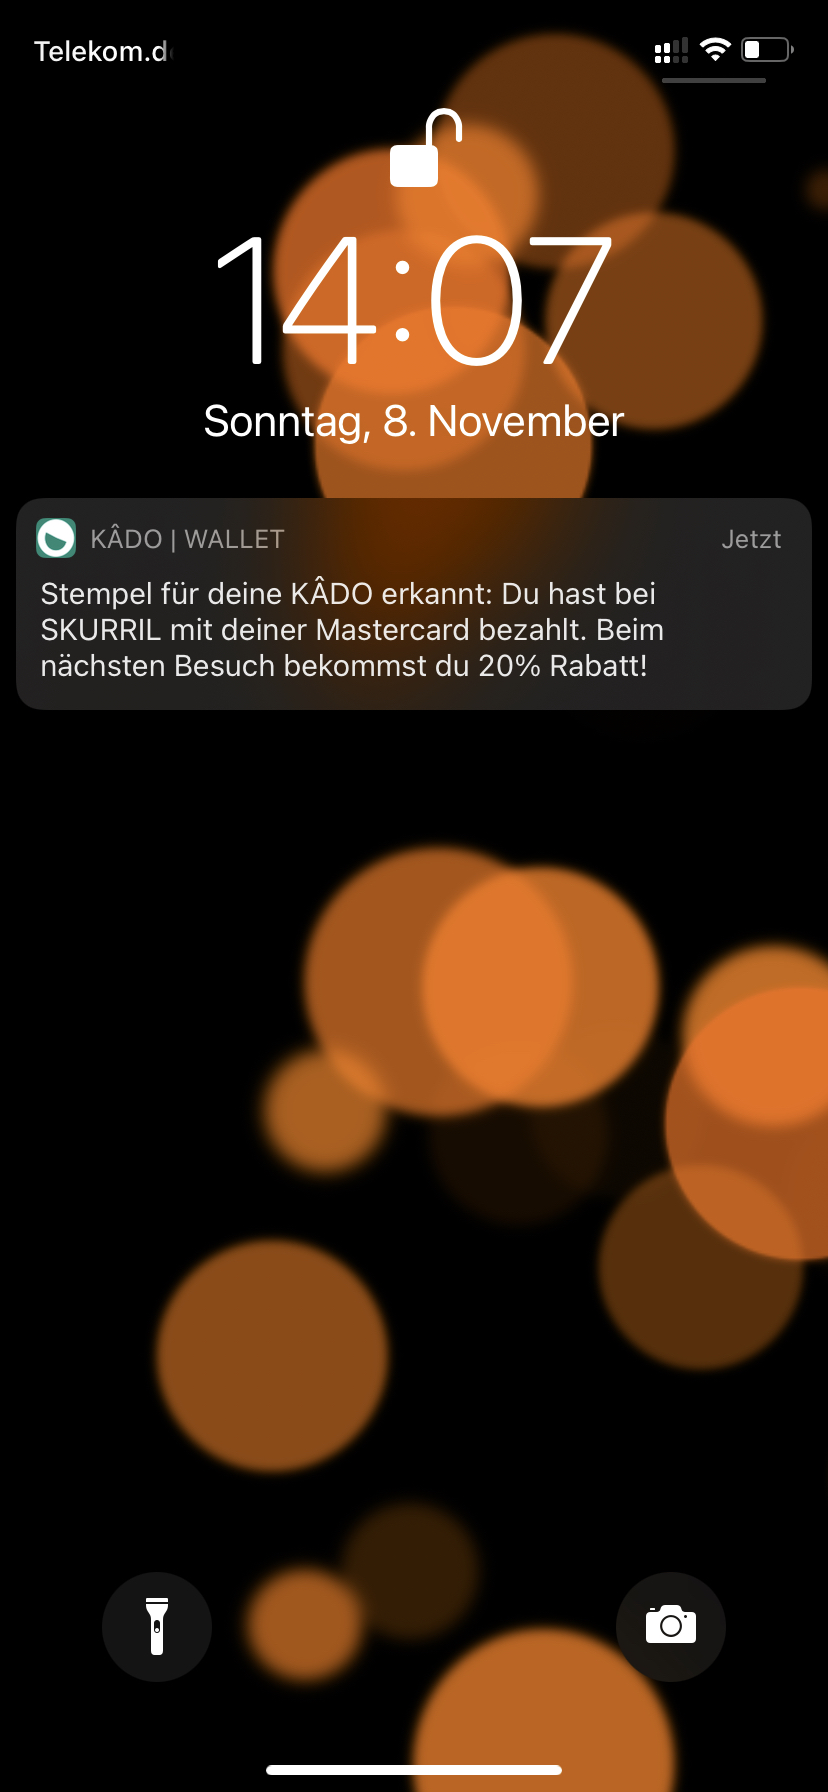 Telekom.de
14:07
Sonntag, 8. November
KÂDO | WALLET
Jetzt
Stempel für deine KÂDO erkannt: Du hast bei
SKURRIL mit deiner Mastercard bezahlt. Beim
nächsten Besuch bekommst du 20% Rabatt!